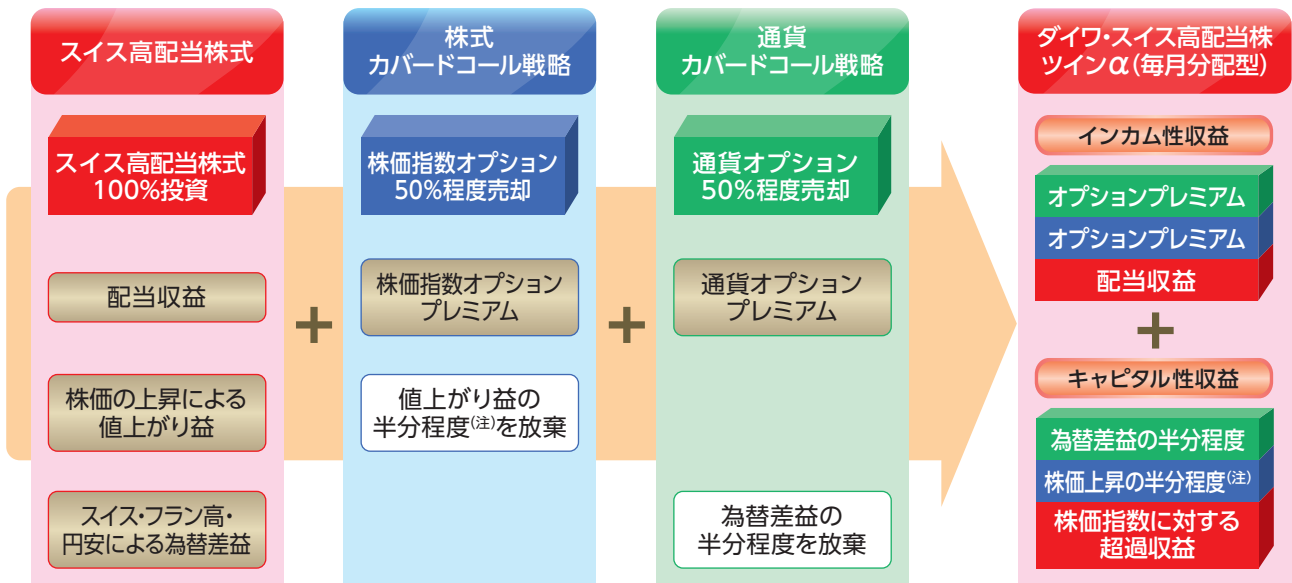 スイス高配当株式
スイス高配当株式
100%投資
配当収益
株価の上昇による
値上がり益
スイス・フラン高・
円安による為替差益
+
株式
カバードコール戦略
株価指数オプション
50%程度売却
株価指数オプション
プレミアム
値上がり益の
半分程度(注)を放棄
+
通貨
カバードコール戦略
通貨オプション
50%程度売却
通貨オプション
プレミアム
為替差益の
半分程度を放棄
ダイワ・スイス高配当株
ツインα(毎月分配型)
インカム性収益
オプションプレミアム
オプションプレミアム
配当収益
+
キャピタル性収益
為替差益の半分程度
株価上昇の半分程度(注)
株価指数に対する
超過収益